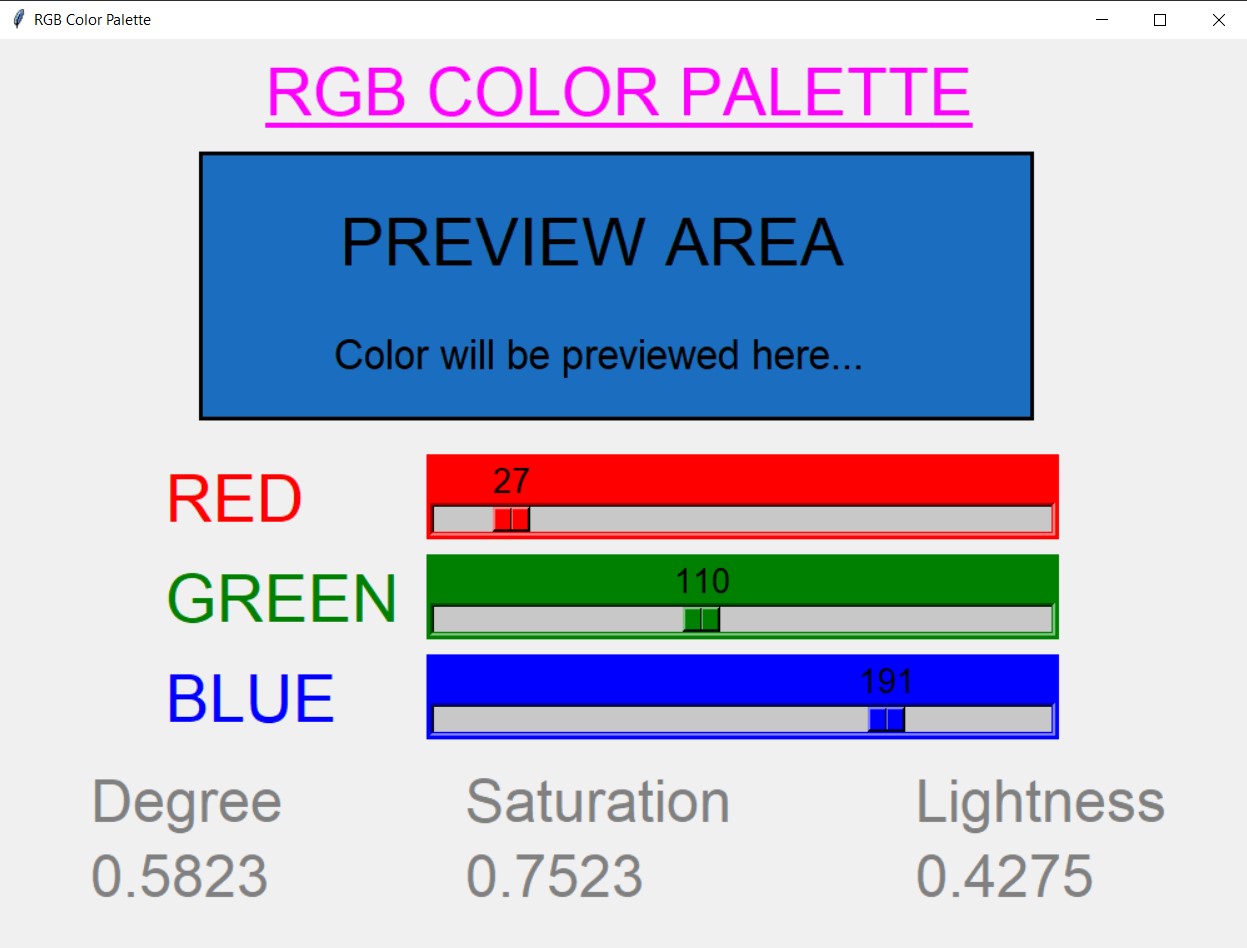 RGB Color Palette
RGB COLOR PALETTE
PREVIEW AREA
Color will be previewed here...
27
RED
110
GREEN
191
BLUE
Degree Saturation Lightness
0.5823 0.7523 0.4275